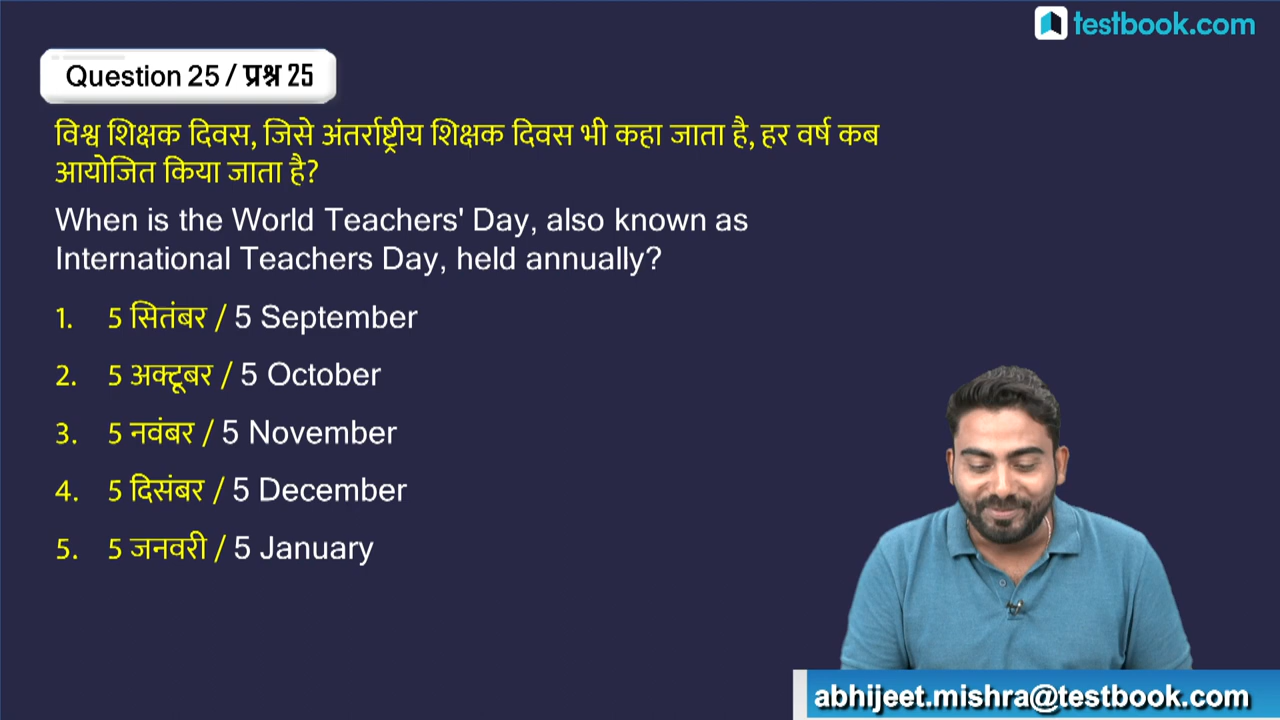 testbook.com
Question 25 / प्रश्न 25
विश्व शिक्षक दिवस, जिसे अंतर्राष्ट्रीय शिक्षक दिवस भी कहा जाता है, हर वर्ष कब
आयोजित किया जाता है?
When is the World Teachers' Day, also known as
International Teachers Day, held annually?
1. 5 सितंबर / 5 September
2. 5 अक्टूबर / 5 October
3. 5 नवंबर / 5 November
4. 5 दिसंबर / 5 December
5. 5 जनवरी / 5 January
abhijeet.mishra@testbook.com